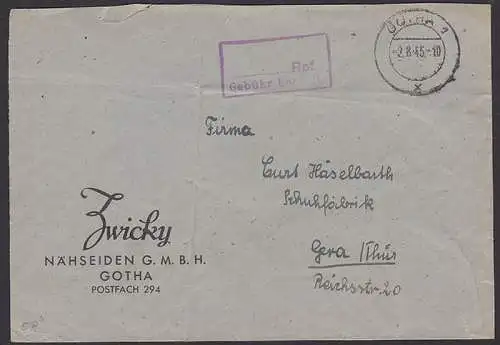 GOTHA 1
-2.8.45.-10
x
Rpf
Gebühr
Firma
Curt Häselbarth
Schuhfabrik
Gera/Thür
Reichsstr. 20
Zwicky
NÄHSEIDEN G. M. B. H.
GOTHA
POSTFACH 294